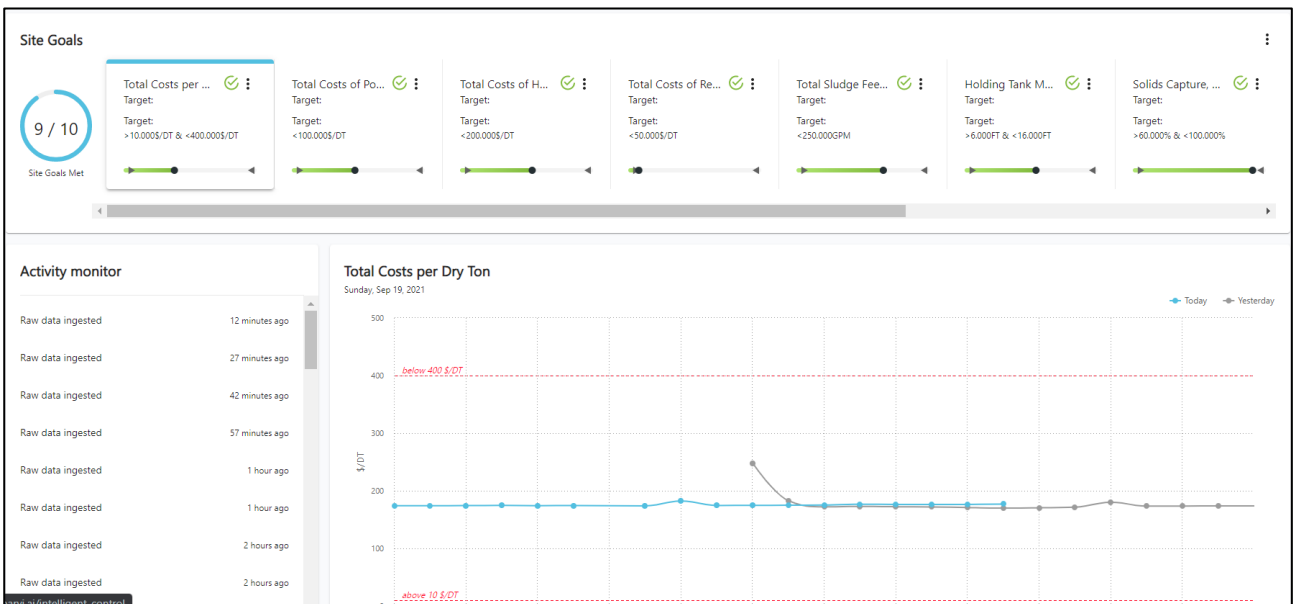 Site Goals
9 / 10
Site Goals Met
Total Costs per ...
Target:
Target:
>10.000$/DT & <400.000$/DT
Total Costs of Po...
Target:
Target:
<100.000$/DT
Total Costs of H...
Target:
Target:
<200.000$/DT
Total Costs of Re...
Target:
Target:
<50.000$/DT
Total Sludge Fee...
Target:
Target:
<250.000GPM
Holding Tank M...
Target:
Target:
>6.000FT & <16.000FT
Solids Capture, ...
Target:
Target:
>60.000% & <100.000%
Activity monitor
Raw data ingested 12 minutes ago
Raw data ingested 27 minutes ago
Raw data ingested 42 minutes ago
Raw data ingested 57 minutes ago
Raw data ingested 1 hour ago
Raw data ingested 1 hour ago
Raw data ingested 2 hours ago
Raw data ingested 2 hours ago
Total Costs per Dry Ton
Sunday, Sep 19, 2021
Today Yesterday
500
below 400 $/DT
400
300
$/DT
200
100
above 10 $/DT